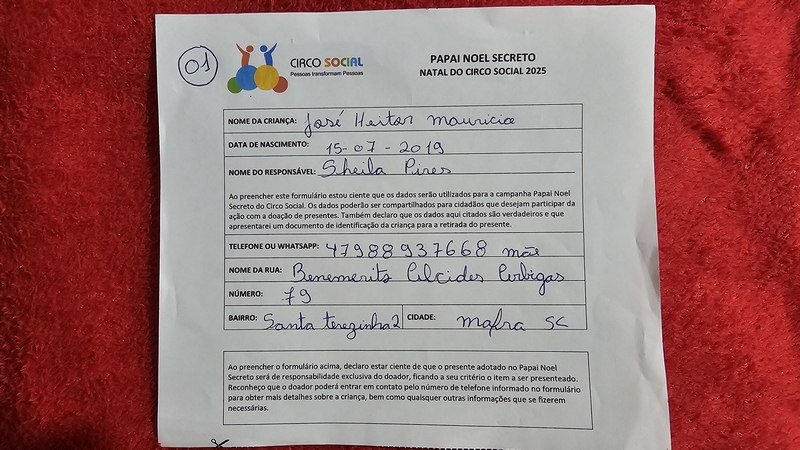 01
CIRCO SOCIAL
Pessoas transformam Pessoas
PAPAI NOEL SECRETO
NATAL DO CIRCO SOCIAL 2025
NOME DA CRIANÇA: José Heitor Mauricio
DATA DE NASCIMENTO: 15-07-2019
NOME DO RESPONSÁVEL: Sheila Pires
Ao preencher este formulário estou ciente que os dados serão utilizados para a campanha Papai Noel
Secreto do Circo Social. Os dados poderão ser compartilhados para cidadãos que desejam participar da
ação com a doação de presentes. Também declaro que os dados aqui citados são verdadeiros e que
apresentarei um documento de identificação da criança para a retirada do presente.
TELEFONE OU WHATSAPP: 47988937668 mãe
NOME DA RUA: Benemerito
NÚMERO: 79
BAIRRO: Santa terezinha2 CIDADE: mafra SC
Ao preencher o formulário acima, declaro estar ciente de que o presente adotado no Papai Noel
Secreto será de responsabilidade exclusiva do doador, ficando a seu critério o item a ser presenteado.
Reconheço que o doador poderá entrar em contato pelo número de telefone informado no formulário
para obter mais detalhes sobre a criança, bem como quaisquer outras informações que se fizerem
necessárias.